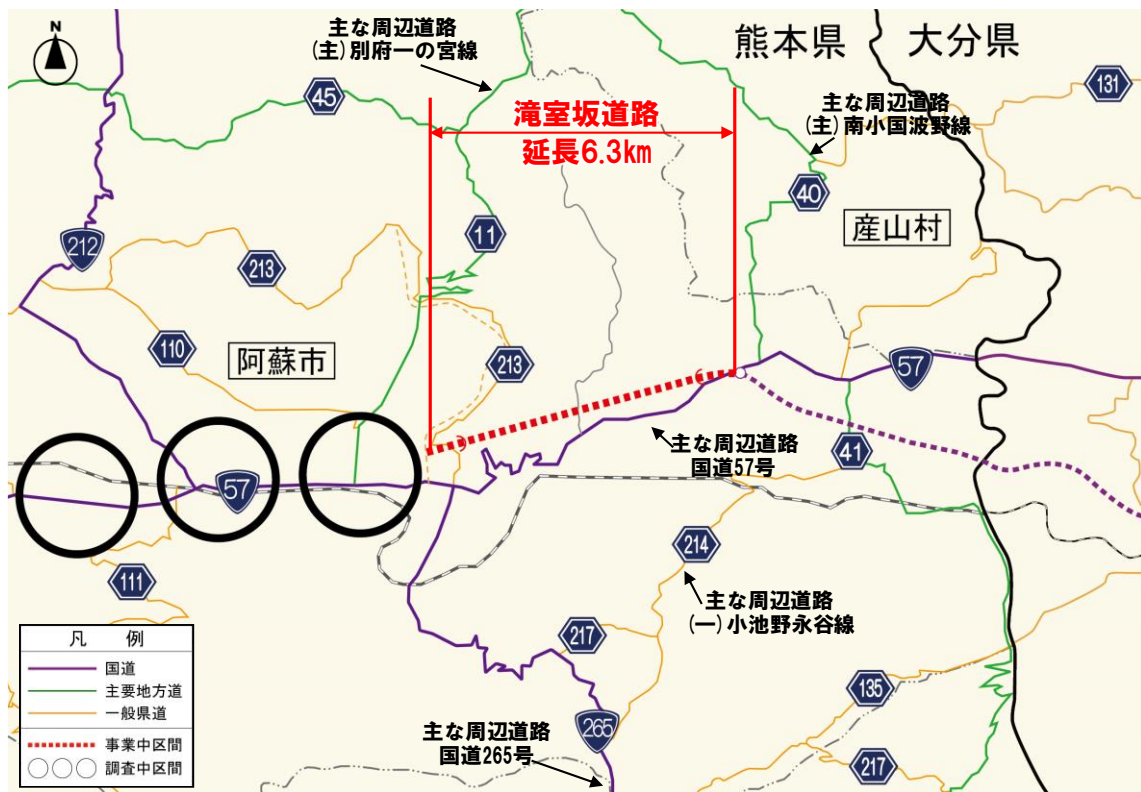 N
主な周辺道路
(主)別府一の宮線
熊本県
大分県
45
131
滝室坂道路
延長6.3km
主な周辺道路
(主)南小国波野線
40
11
212
213
産山村
110
阿蘇市
213
57
主な周辺道路
国道57号
41
57
111
214
主な周辺道路
(一)小池野永谷線
217
135
265
主な周辺道路
国道265号
217
凡 例
国道
主要地方道
一般県道
事業中区間
調査中区間